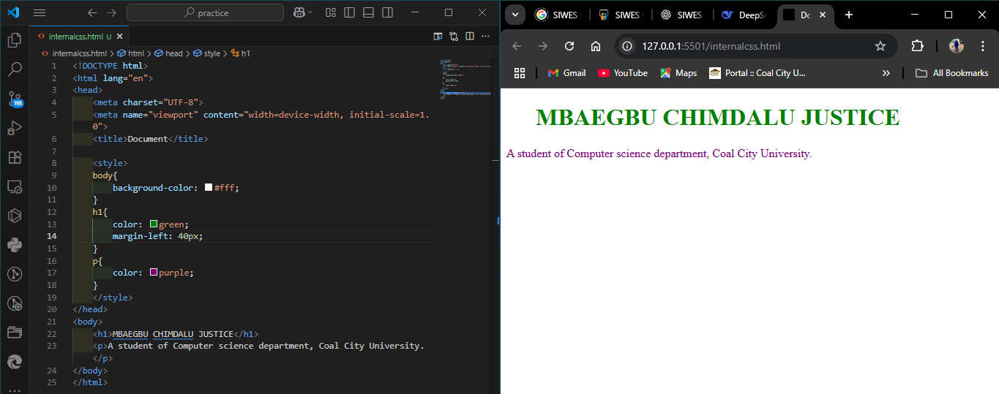 practice
internalcss.html U
internalcss.html > html > head > style > h1
1 <!DOCTYPE html>
2 <html lang="en">
3 <head>
4 <meta charset="UTF-8">
5 <meta name="viewport" content="width=device-width, initial-scale=1.
0">
6 <title>Document</title>
7
8 <style>
9 body{
10 background-color: #fff;
11 }
12 h1{
13 color: green;
14 margin-left: 40px;
15 }
16 p{
17 color: purple;
18 }
19 </style>
20 </head>
21 <body>
22 <h1>MBAEGBU CHIMDALU JUSTICE</h1>
23 <p>A student of Computer science department, Coal City University.
</p>
24 </body>
25 </html>
195
SIWES SIWES SIWES DeepSe Do
127.0.0.1:5501/internalcss.html
Gmail YouTube Maps Portal :: Coal City U... » All Bookmarks
MBAEGBU CHIMDALU JUSTICE
A student of Computer science department, Coal City University.